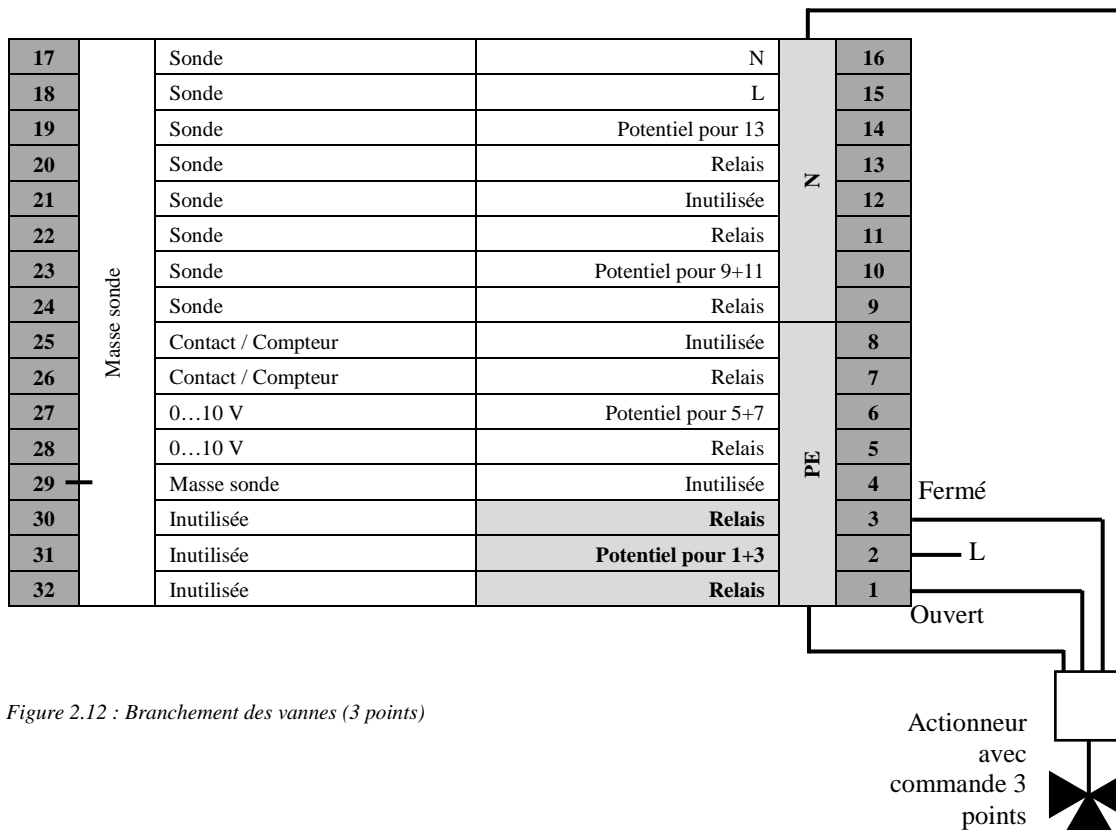 17 Sonde N 16
18 Sonde L 15
19 Sonde Potentiel pour 13 14
20 Sonde Relais 13
21 Sonde Inutilisée 12
22 Sonde Relais 11
23 Sonde Potentiel pour 9+11 10
24 Sonde Relais 9
25 Contact / Compteur Inutilisée 8
26 Contact / Compteur Relais 7
27 0…10 V Potentiel pour 5+7 6
28 0…10 V Relais 5
29 Masse sonde Inutilisée 4
30 Inutilisée Relais 3
31 Inutilisée Potentiel pour 1+3 2
32 Inutilisée Relais 1
Masse sonde
N
PE
Fermé
L
Ouvert
Figure 2.12 : Branchement des vannes (3 points)
Actionneur
avec
commande 3
points